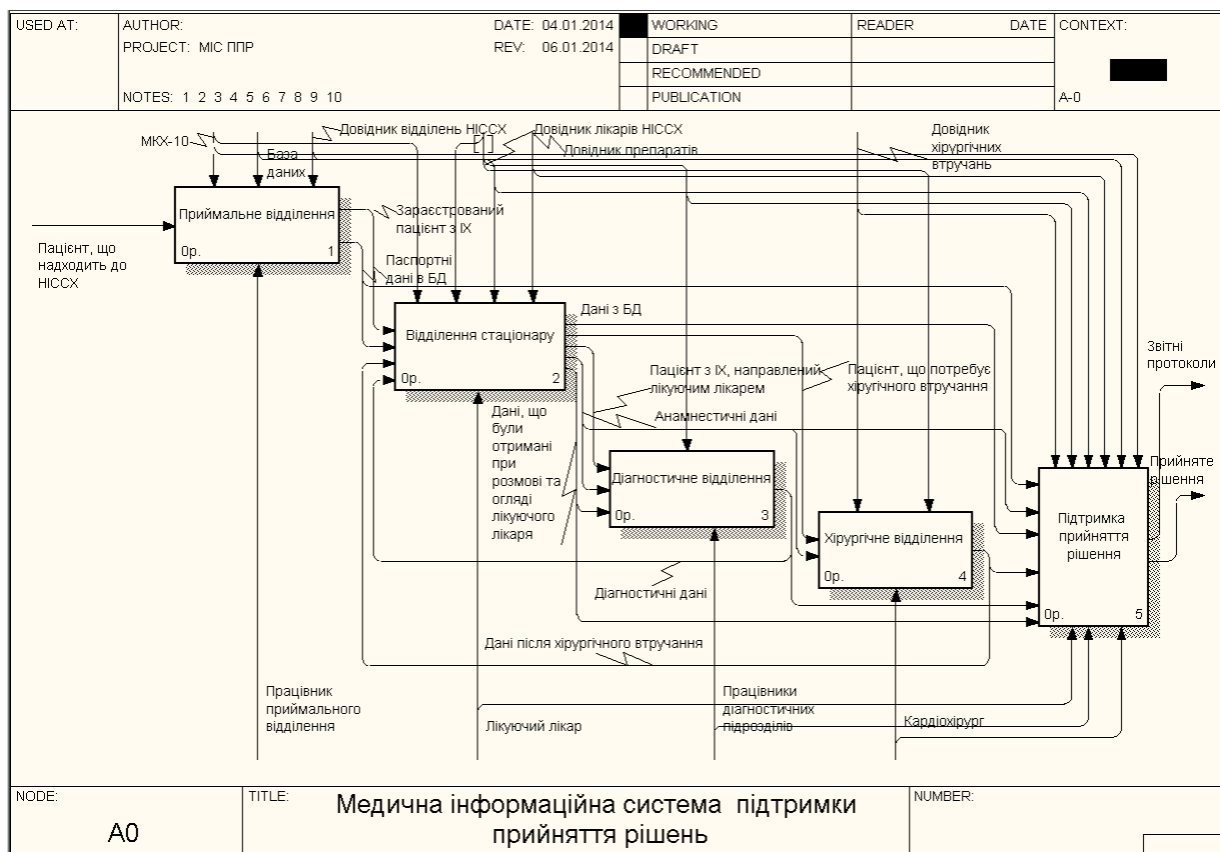 USED AT:
AUTHOR:
DATE: 04.01.2014
WORKING
READER
DATE
CONTEXT:
PROJECT: МІС ППР
REV: 06.01.2014
DRAFT
RECOMMENDED
NOTES: 1 2 3 4 5 6 7 8 9 10
PUBLICATION
A-0
МКХ-10
Довідник відділень НІССХ
Довідник лікарів НІССХ
Довідник
хірургічних
втручань
База
даних
Довідник препаратів
Приймальне відділення
0р.
1
Зараєстрований
пацієнт з ІХ
Пацієнт, що
надходить до
НІССХ
Паспортні
дані в БД
Дані з БД
Відділення стаціонару
0р.
2
Звітні
протоколи
Пацієнт з ІХ, направлений
лікуючим лікарем
Пацієнт, що потребує
хіругічного втручання
Дані, що
були
отримані
при
розмові та
огляді
лікуючого
лікаря
Анамнестичні дані
Прийняте
рішення
Діагностичне відділення
0р.
3
Хірургічне відділення
0р.
4
Підтримка
прийняття
рішення
0р.
5
Діагностичні дані
Дані після хірургічного втручання
Працівник
приймального
відділення
Лікуючий лікар
Працівники
діагностичних
підрозділів
Кардіохірург
NODE:
TITLE:
NUMBER:
A0
Медична інформаційна система підтримки
прийняття рішень